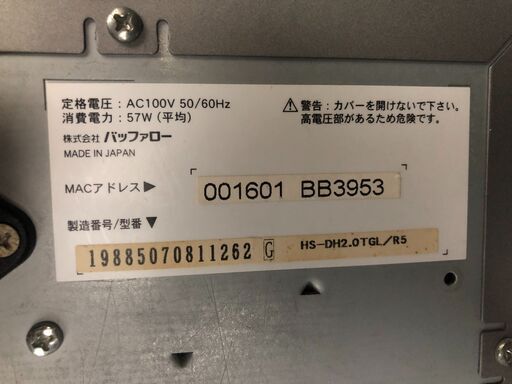 定格電圧：AC100V 50/60Hz
消費電力：57W（平均）
株式会社 バッファロー
MADE IN JAPAN
警告：カバーを開けないで下さい。
高電圧部があるため危険です。
MACアドレス▶
001601 BB3953
製造番号/型番▼
19885070811262 G HS-DH2.0TGL/R5